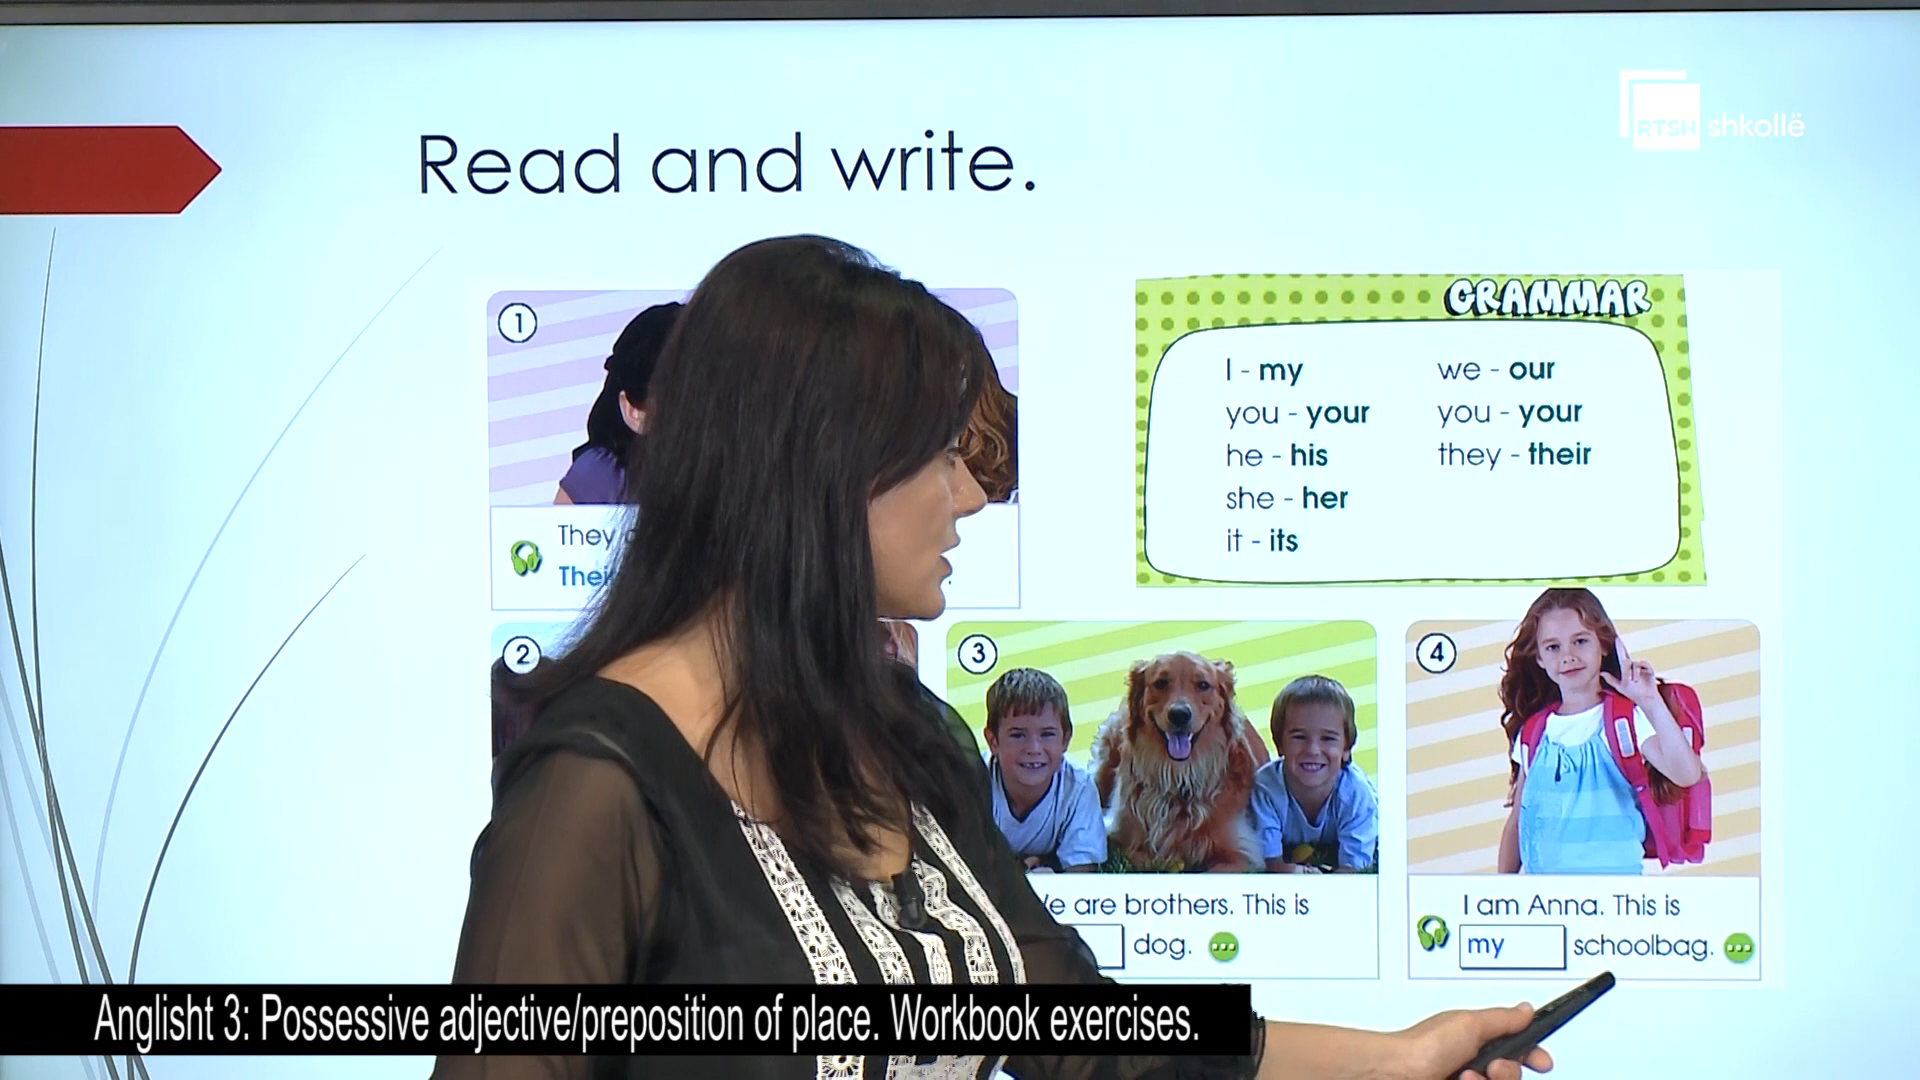 RTSH shkollë
Read and write.
1
They
Their
GRAMMAR
I - my
you - your
he - his
she - her
it - its
we - our
you - your
they - their
2
3
We are brothers. This is
dog.
4
I am Anna. This is
my schoolbag.
Anglisht 3: Possessive adjective/preposition of place. Workbook exercises.